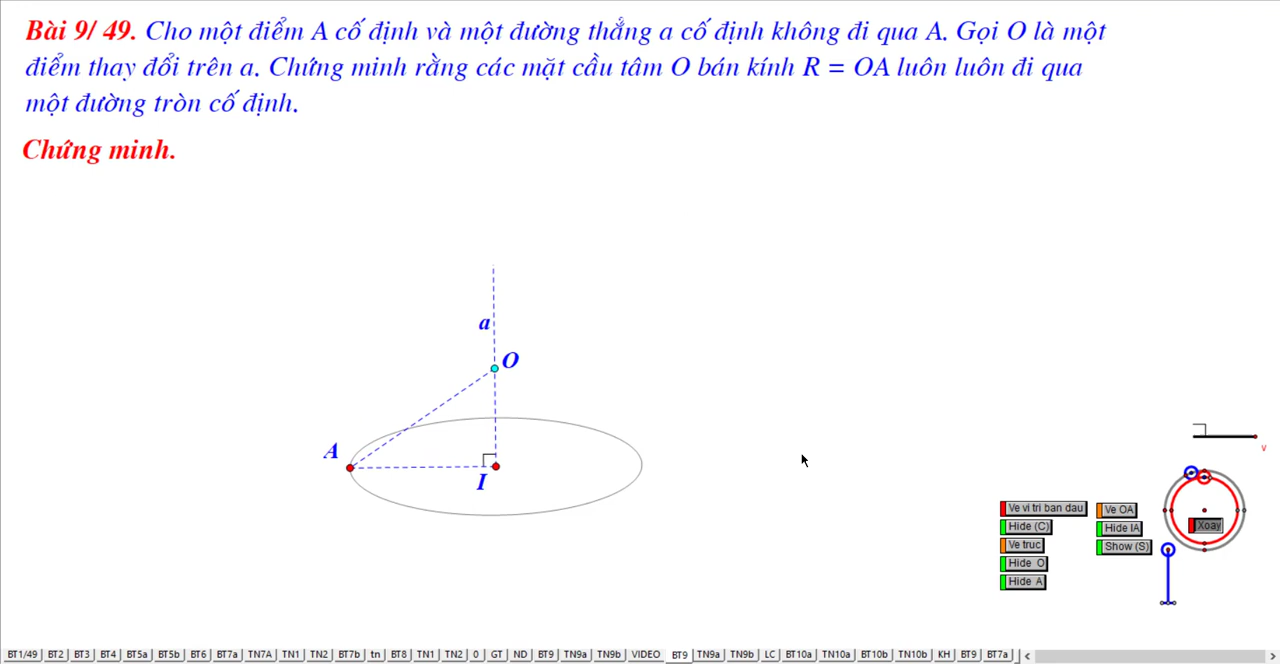 Bài 9/ 49. Cho một điểm A cố định và một đường thẳng a cố định không đi qua A. Gọi O là một
điểm thay đổi trên a. Chứng minh rằng các mặt cầu tâm O bán kính R = OA luôn luôn đi qua
một đường tròn cố định.
Chứng minh.
a
O
A
I
v
Ve vi tri ban dau
Ve OA
Hide (C)
Hide IA
Xoay
Ve truc
Show (S)
Hide O
Hide A
BT1/49 BT2 BT3 BT4 BT5a BT5b BT6 BT7a TN7A TN1 TN2 BT7b tn BT8 TN1 TN2 0 GT ND BT9 TN9a TN9b VIDEO BT9 TN9a TN9b LC BT10a TN10a BT10b TN10b KH BT9 BT7a